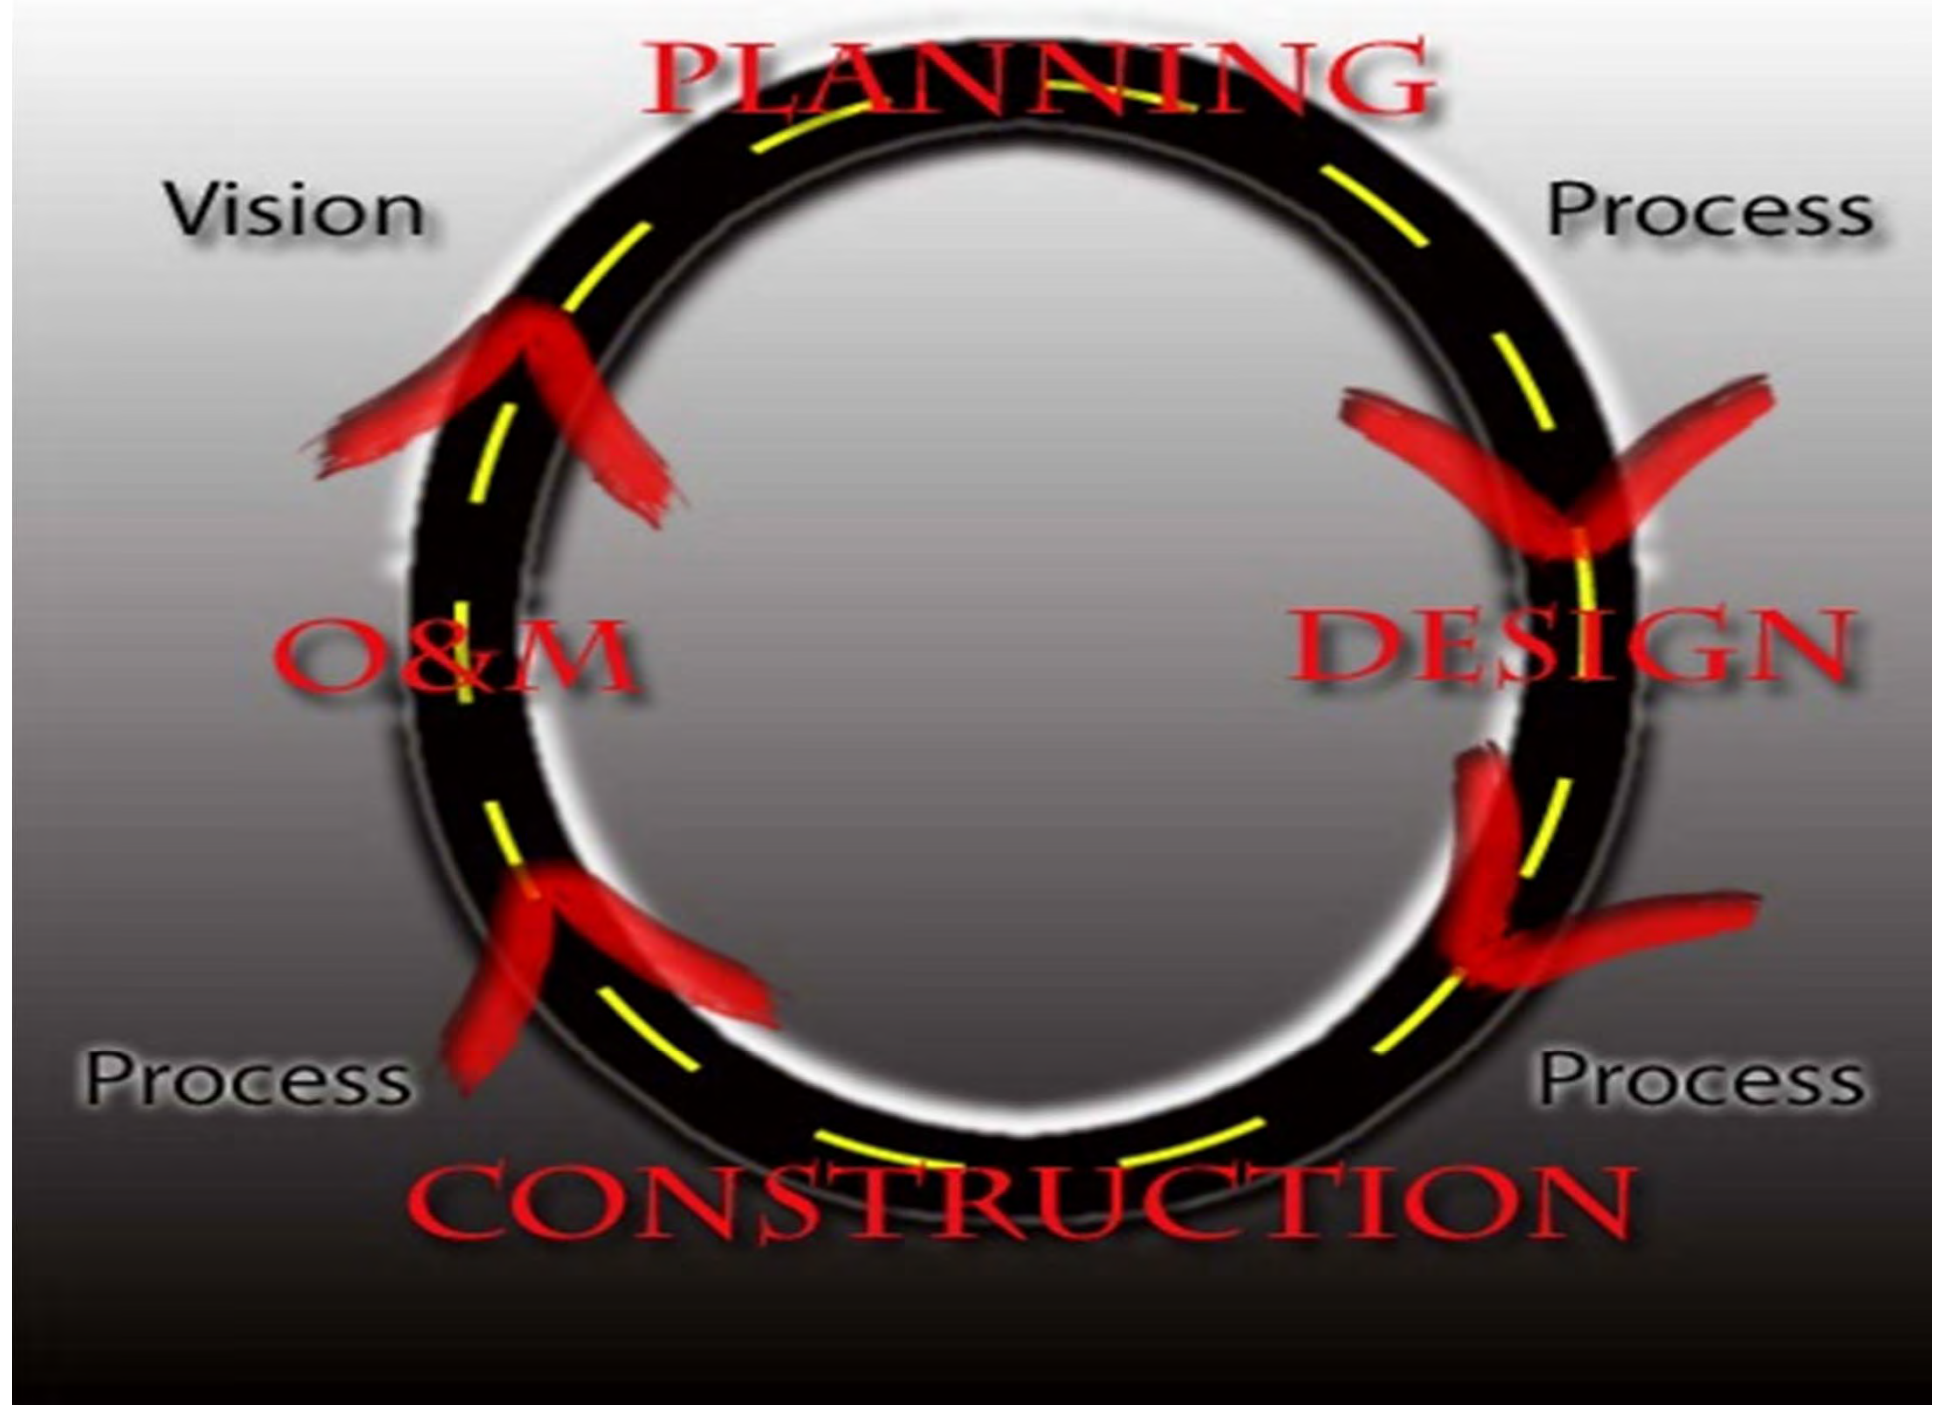 PLANNING
Vision
Process
O&M
DESIGN
Process
Process
CONSTRUCTION